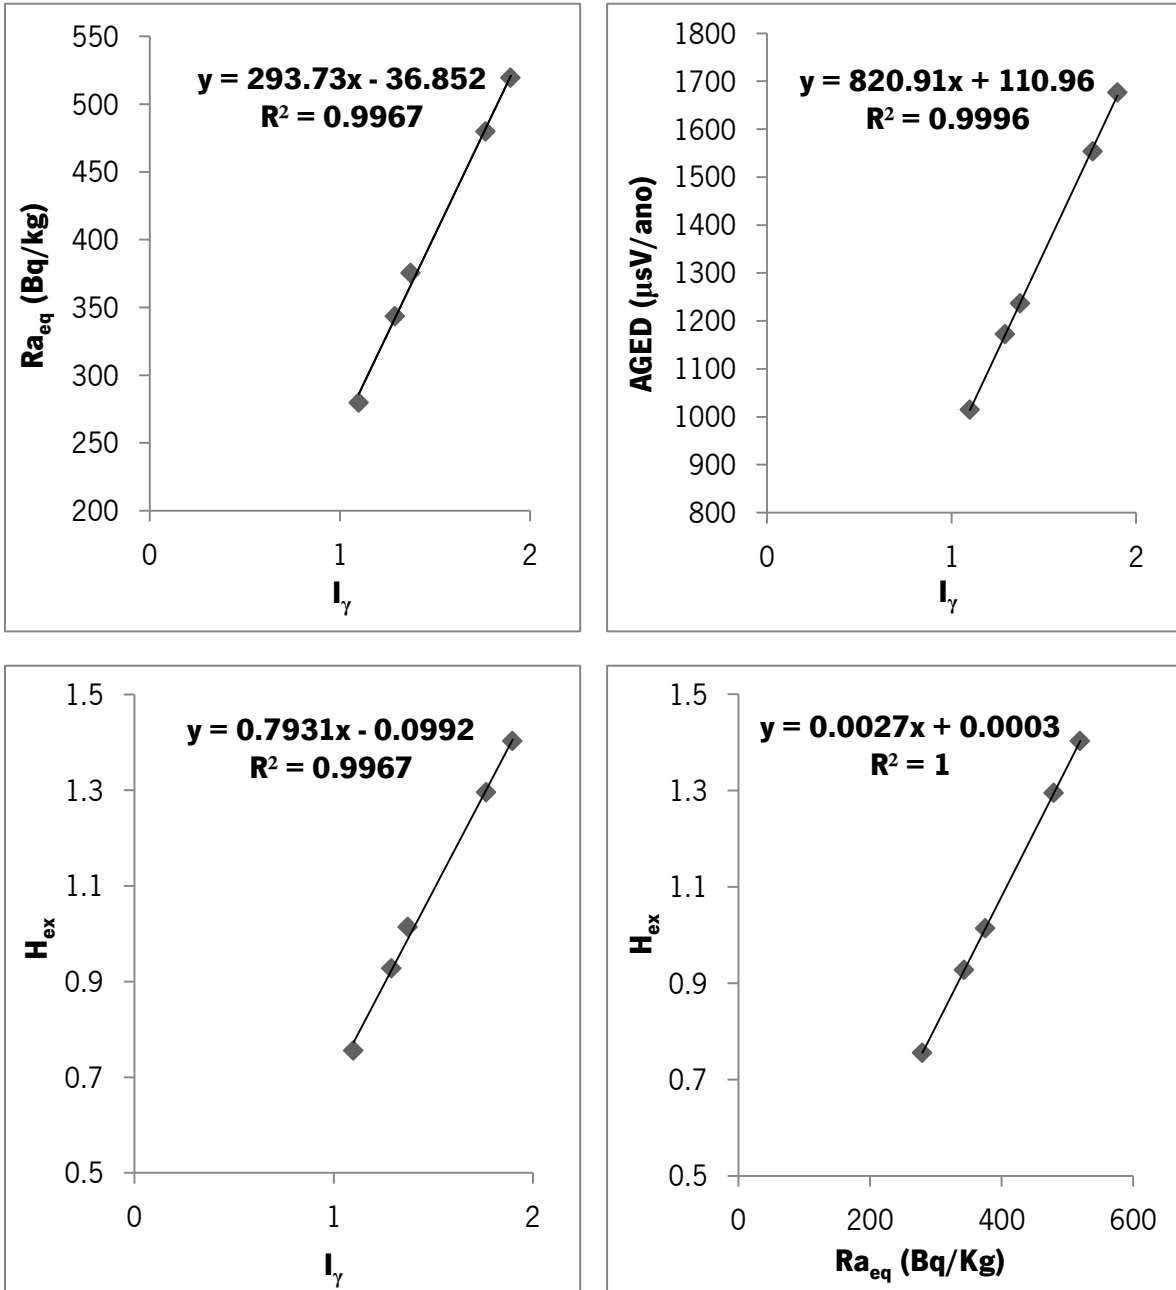 550
500
450
400
350
300
250
200
0
1
2
Ra_eq (Bq/kg)
I_γ
y = 293.73x - 36.852
R² = 0.9967
1800
1700
1600
1500
1400
1300
1200
1100
1000
900
800
0
1
2
AGED (μsV/ano)
I_γ
y = 820.91x + 110.96
R² = 0.9996
1.5
1.3
1.1
0.9
0.7
0.5
0
1
2
H_ex
I_γ
y = 0.7931x - 0.0992
R² = 0.9967
1.5
1.3
1.1
0.9
0.7
0.5
0
200
400
600
H_ex
Ra_eq (Bq/Kg)
y = 0.0027x + 0.0003
R² = 1